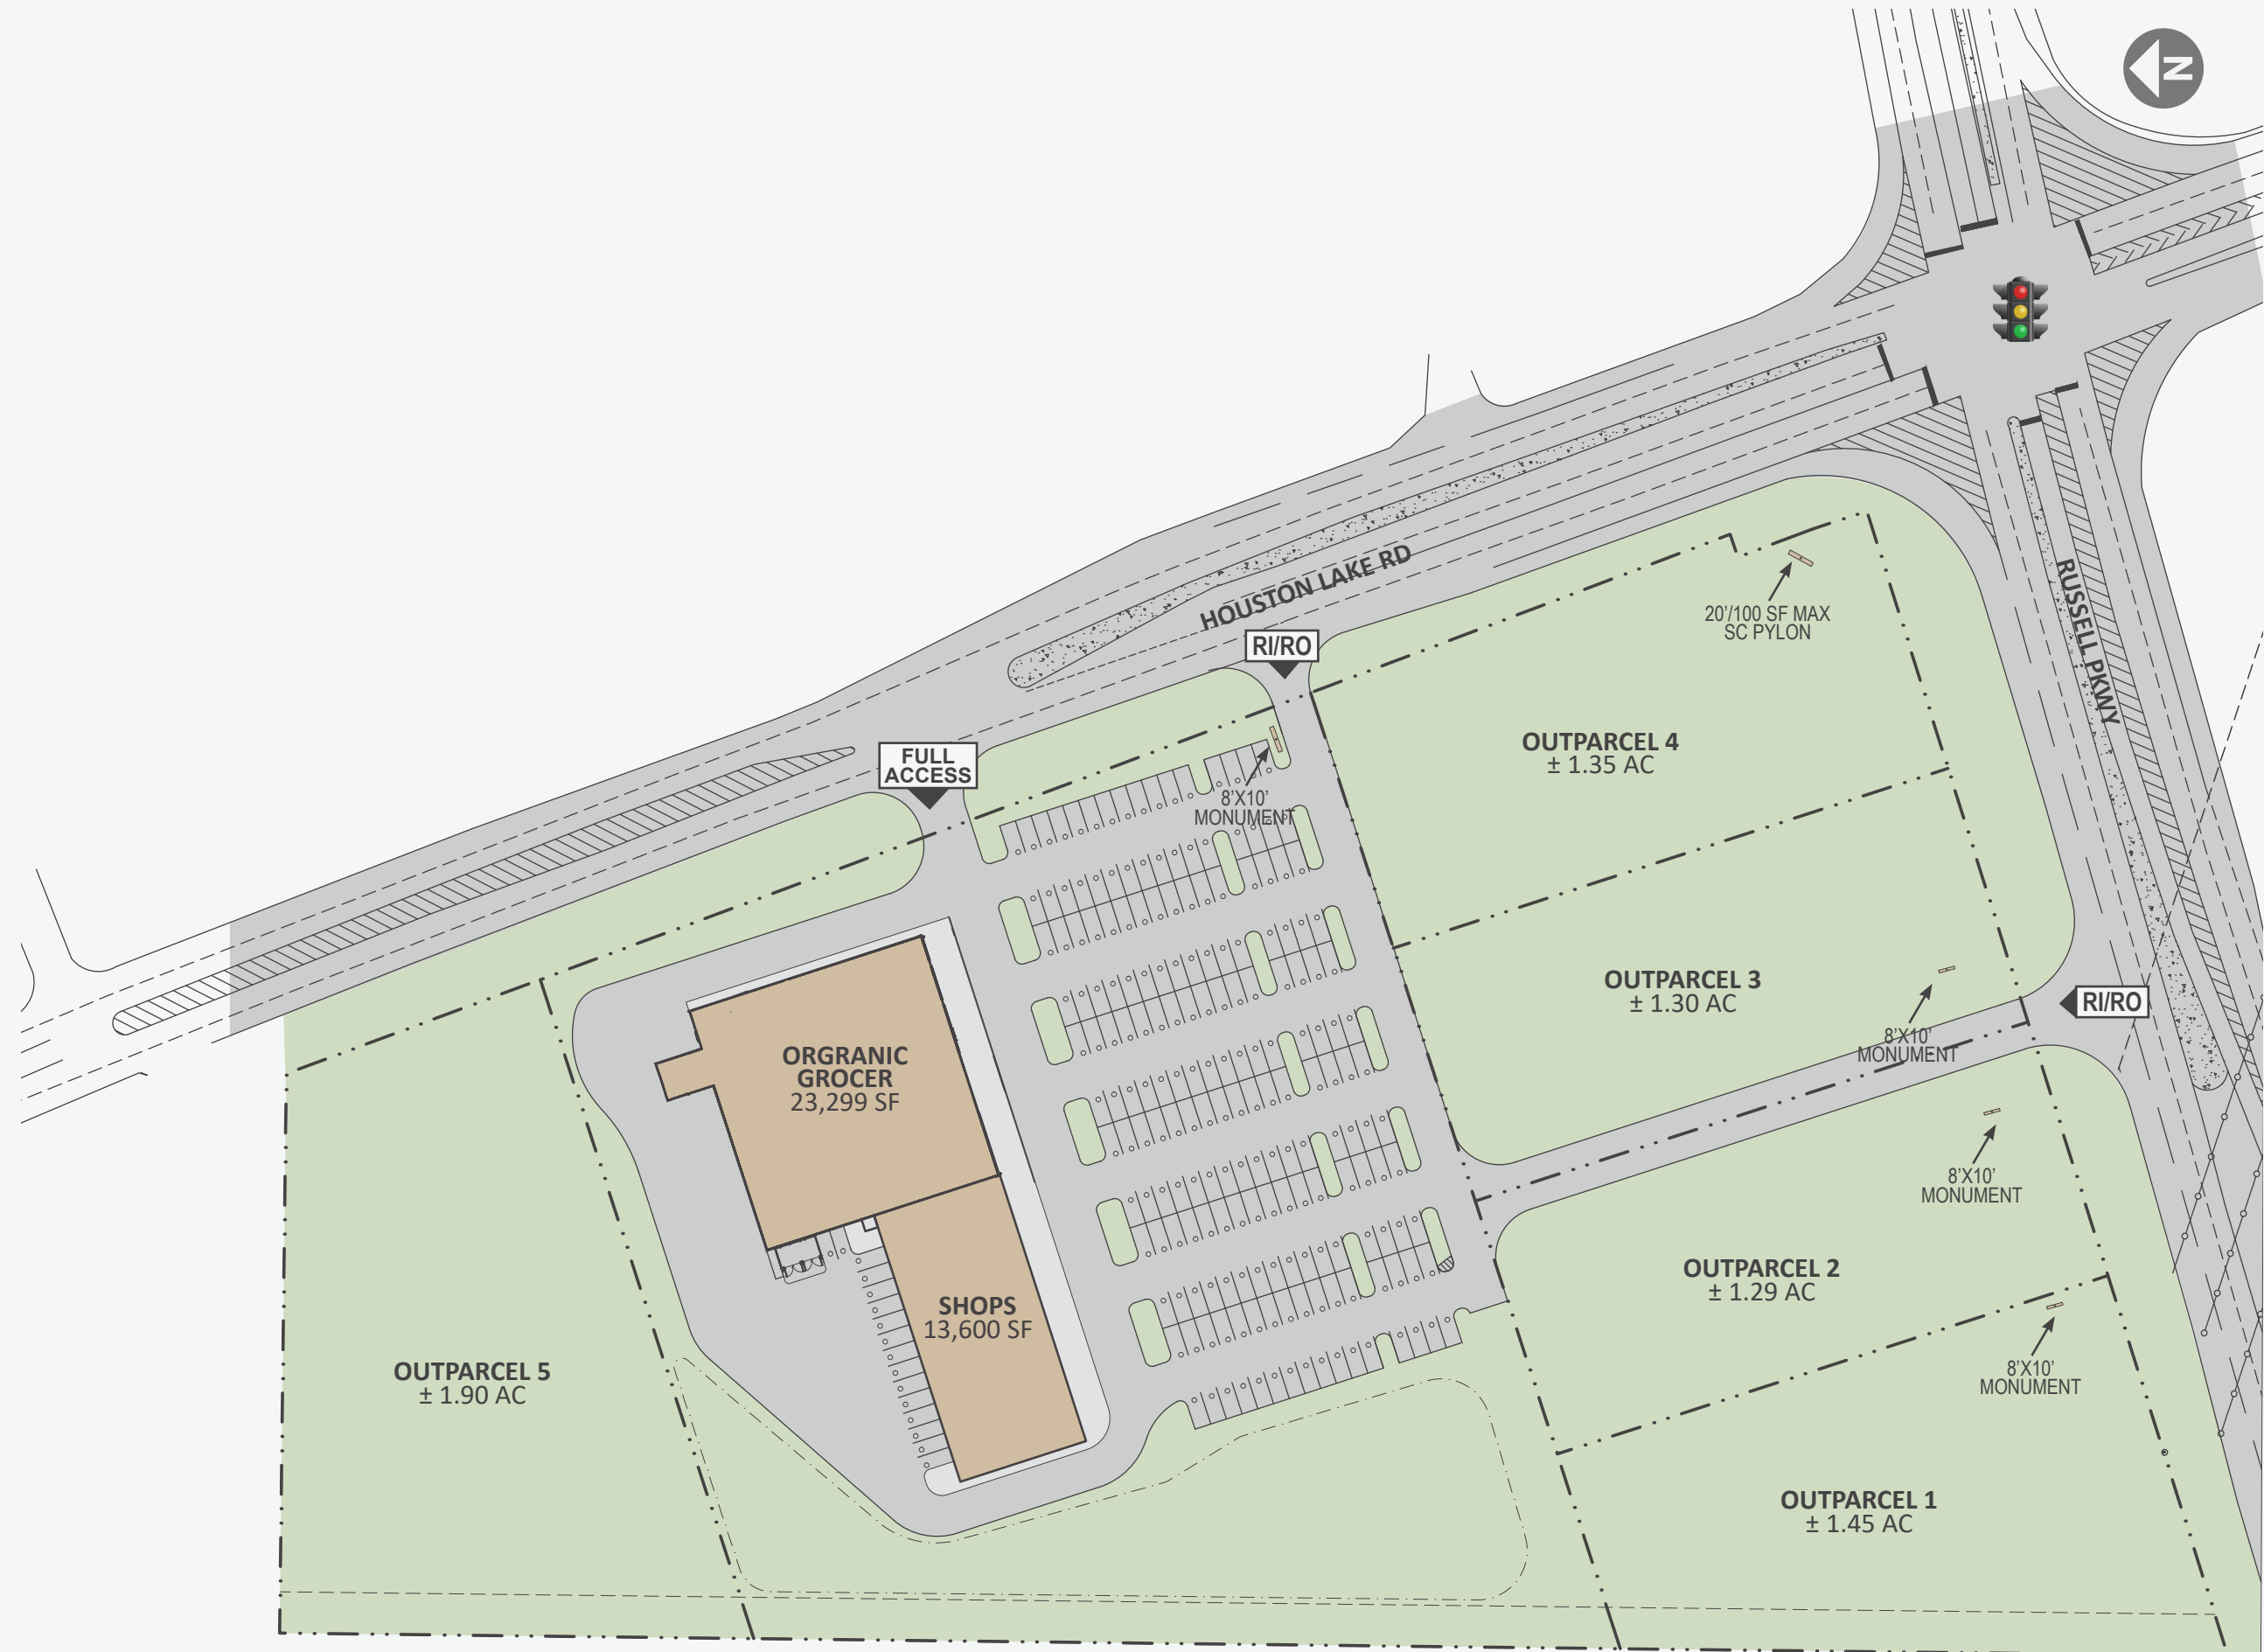 N
HOUSTON LAKE RD
RUSSELL PKWY
20'/100 SF MAX
SC PYLON
RI/RO
FULL
ACCESS
8'X10'
MONUMENT
OUTPARCEL 4
± 1.35 AC
OUTPARCEL 3
± 1.30 AC
RI/RO
8'X10'
MONUMENT
ORGRANIC
GROCER
23,299 SF
8'X10'
MONUMENT
OUTPARCEL 2
± 1.29 AC
SHOPS
13,600 SF
8'X10'
MONUMENT
OUTPARCEL 5
± 1.90 AC
OUTPARCEL 1
± 1.45 AC